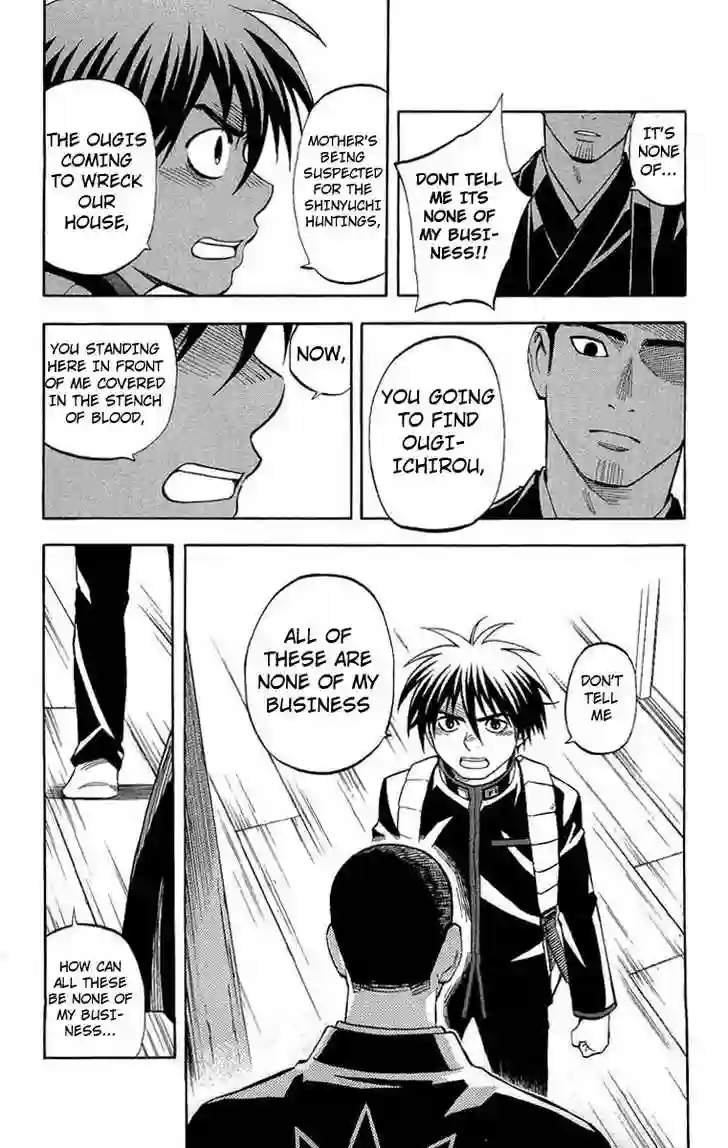 IT'S
NONE
OF...
DONT TELL
ME ITS
NONE OF
MY BUSI-
NESS!!
MOTHER'S
BEING
SUSPECTED
FOR THE
SHINYUCHI
HUNTINGS,
THE OUGIS
COMING
TO WRECK
OUR
HOUSE,
YOU GOING
TO FIND
OUGI-
ICHIROU,
NOW,
YOU STANDING
HERE IN FRONT
OF ME COVERED
IN THE STENCH
OF BLOOD,
DON'T
TELL
ME
ALL OF
THESE ARE
NONE OF MY
BUSINESS
HOW CAN
ALL THESE
BE NONE OF
MY BUSI-
NESS...